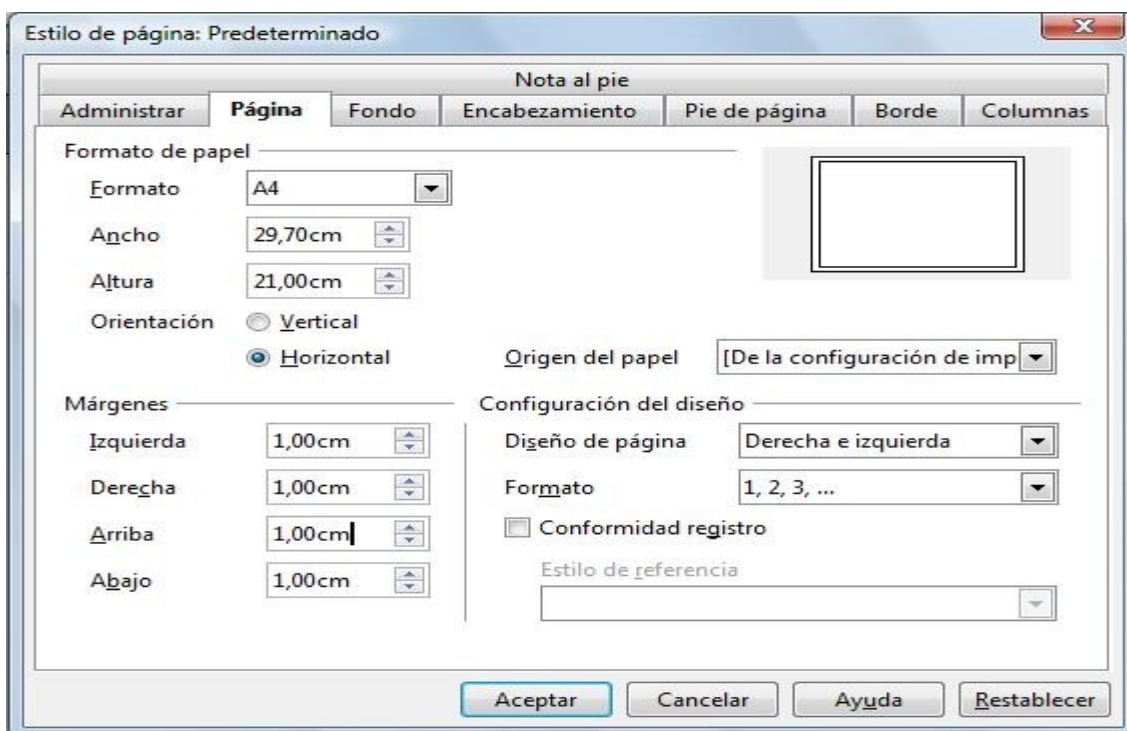 Estilo de página: Predeterminado
Nota al pie
Administrar Página Fondo Encabezamiento Pie de página Borde Columnas
Formato de papel
Formato A4
Ancho 29,70cm
Altura 21,00cm
Orientación Vertical
Horizontal Origen del papel [De la configuración de imp
Márgenes Configuración del diseño
Izquierda 1,00cm Diseño de página Derecha e izquierda
Derecha 1,00cm Formato 1, 2, 3, ...
Arriba 1,00cm Conformidad registro
Abajo 1,00cm Estilo de referencia
Aceptar Cancelar Ayuda Restablecer